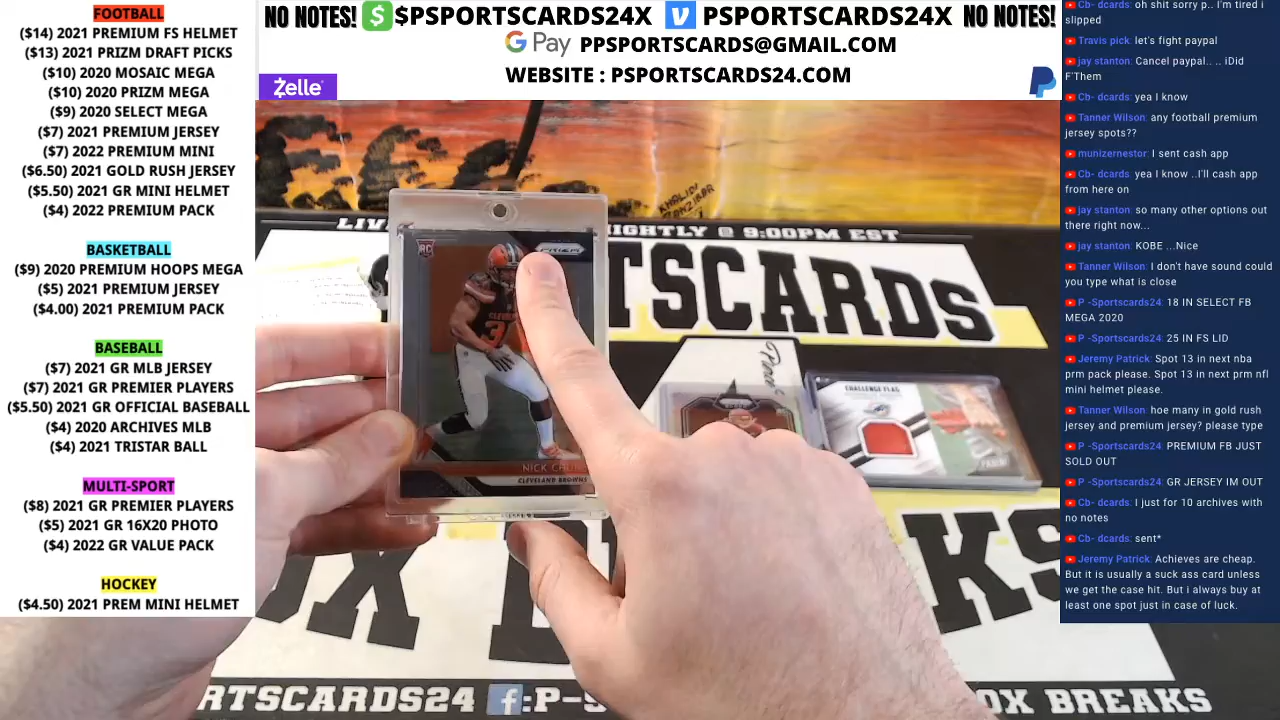 FOOTBALL
($14) 2021 PREMIUM FS HELMET
($13) 2021 PRIZM DRAFT PICKS
($10) 2020 MOSAIC MEGA
($10) 2020 PRIZM MEGA
($9) 2020 SELECT MEGA
($7) 2021 PREMIUM JERSEY
($7) 2022 PREMIUM MINI
($6.50) 2021 GOLD RUSH JERSEY
($5.50) 2021 GR MINI HELMET
($4) 2022 PREMIUM PACK
BASKETBALL
($9) 2020 PREMIUM HOOPS MEGA
($5) 2021 PREMIUM JERSEY
($4.00) 2021 PREMIUM PACK
BASEBALL
($7) 2021 GR MLB JERSEY
($7) 2021 GR PREMIER PLAYERS
($5.50) 2021 GR OFFICIAL BASEBALL
($4) 2020 ARCHIVES MLB
($4) 2021 TRISTAR BALL
MULTI-SPORT
($8) 2021 GR PREMIER PLAYERS
($5) 2021 GR 16X20 PHOTO
($4) 2022 GR VALUE PACK
HOCKEY
($4.50) 2021 PREM MINI HELMET
NO NOTES! $ $PSPORTSCARDS24X V PSPORTSCARDS24X NO NOTES!
G Pay PPSPORTSCARDS@GMAIL.COM
WEBSITE : PSPORTSCARDS24.COM
Zelle
KHALIDI
ZANZIBAR
LIV
IGHTLY @ 9:00PM EST
RTSCARDS
RC
PRIZM
CLEVEL
3
NICK
CLEVELAND BROWNS
CHALLENGE FLAG
PANINI
OX B BREAKS
RTSCARDS24 f:P-S OX BREAKS
Cb- dcards: oh shit sorry p.. I'm tired i
slipped
Travis pick: let's fight paypal
jay stanton: Cancel paypal.. .. iDid
F'Them
Cb- dcards: yea I know
Tanner Wilson: any football premium
jersey spots??
munizernestor: I sent cash app
Cb- dcards: yea I know ..I'll cash app
from here on
jay stanton: so many other options out
there right now...
jay stanton: KOBE ...Nice
Tanner Wilson: I don't have sound could
you type what is close
P -Sportscards24: 18 IN SELECT FB
MEGA 2020
P -Sportscards24: 25 IN FS LID
Jeremy Patrick: Spot 13 in next nba
prm pack please. Spot 13 in next prm nfl
mini helmet please.
Tanner Wilson: hoe many in gold rush
jersey and premium jersey? please type
P -Sportscards24: PREMIUM FB JUST
SOLD OUT
P -Sportscards24: GR JERSEY IM OUT
Cb- dcards: I just for 10 archives with
no notes
Cb- dcards: sent*
Jeremy Patrick: Achieves are cheap.
But it is usually a suck ass card unless
we get the case hit. But i always buy at
least one spot just in case of luck.